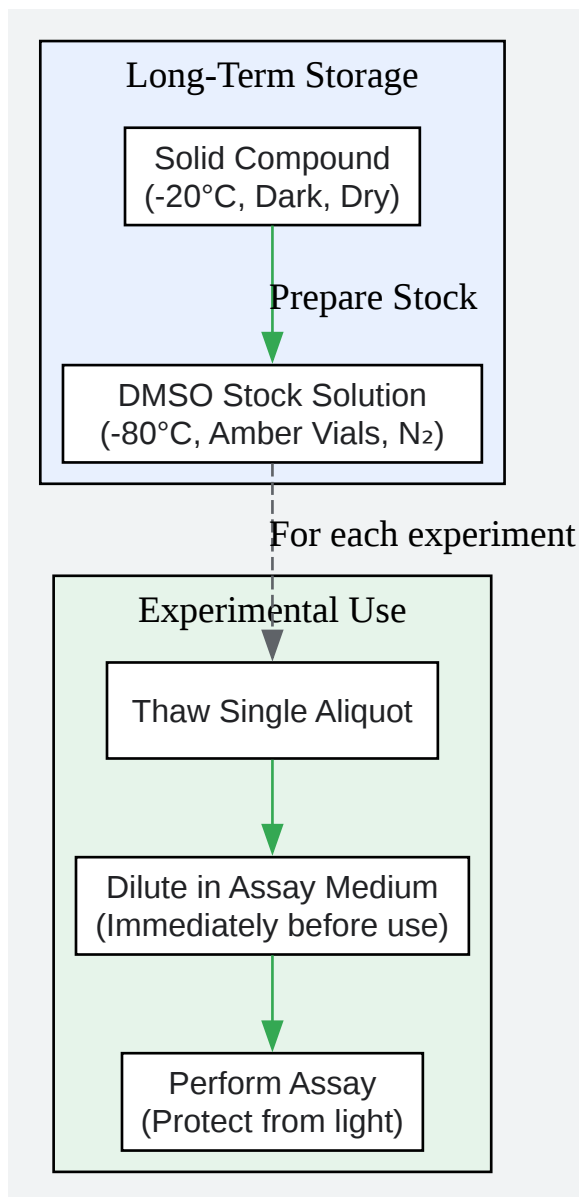 Long-Term Storage
Solid Compound
(-20°C, Dark, Dry)
Prepare Stock
DMSO Stock Solution
(-80°C, Amber Vials, N₂)
For each experiment
Experimental Use
Thaw Single Aliquot
Dilute in Assay Medium
(Immediately before use)
Perform Assay
(Protect from light)